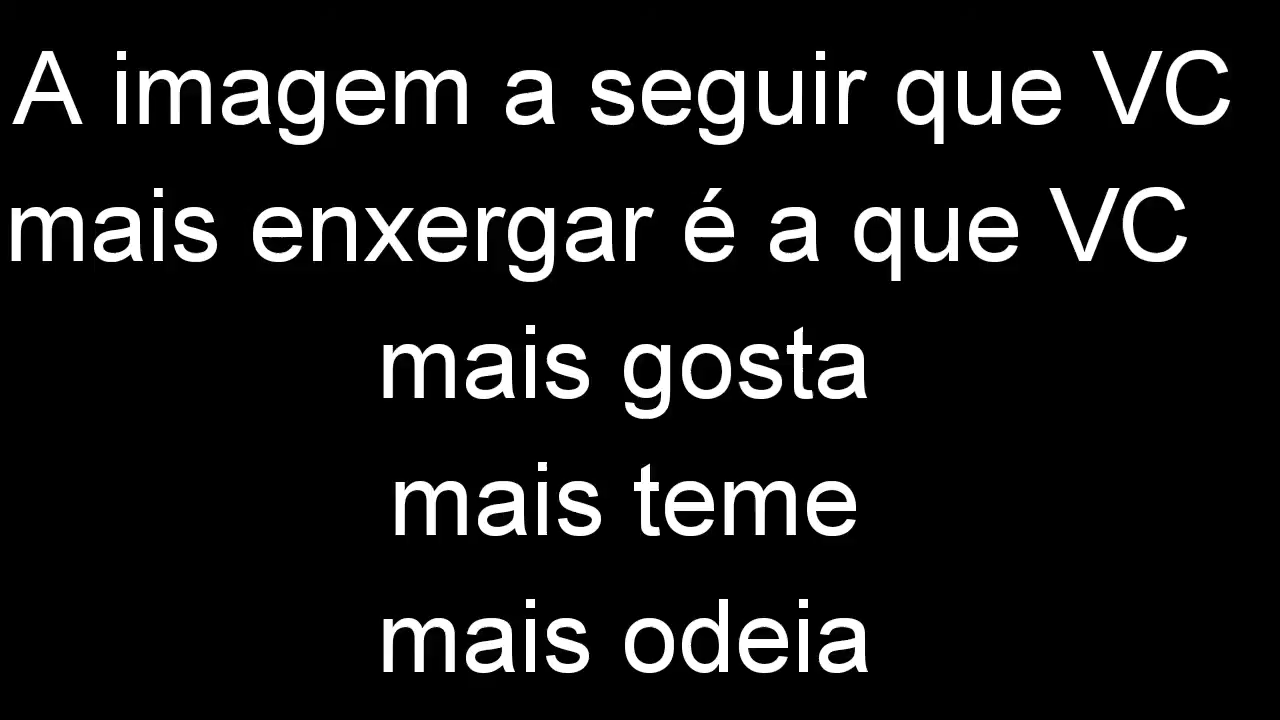 A imagem a seguir que VC
mais enxergar é a que VC
mais gosta
mais teme
mais odeia